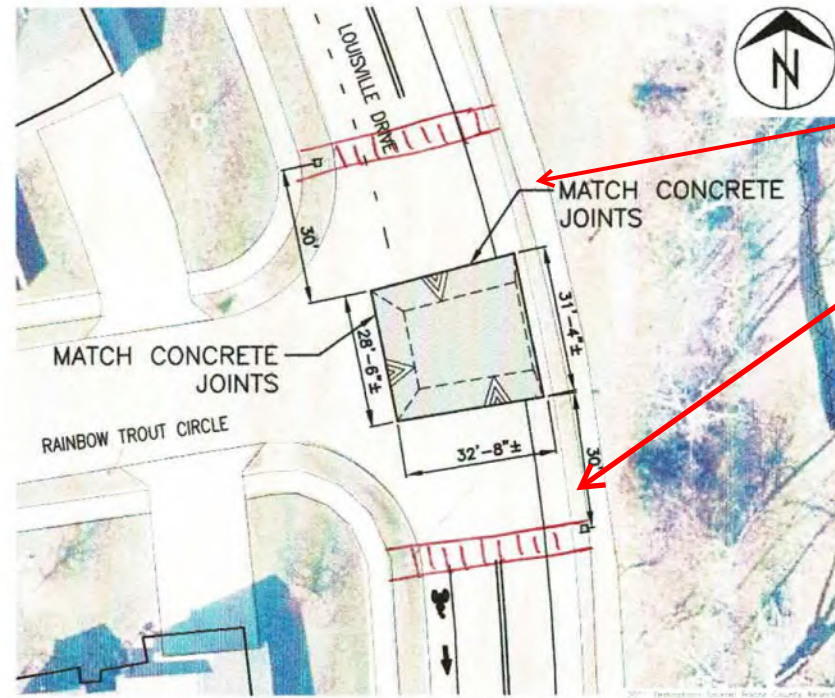 LOUISVILLE DRIVE
N
MATCH CONCRETE
JOINTS
30'
31'-4"±
28'-6"±
MATCH CONCRETE
JOINTS
RAINBOW TROUT CIRCLE
32'-8"±
30'